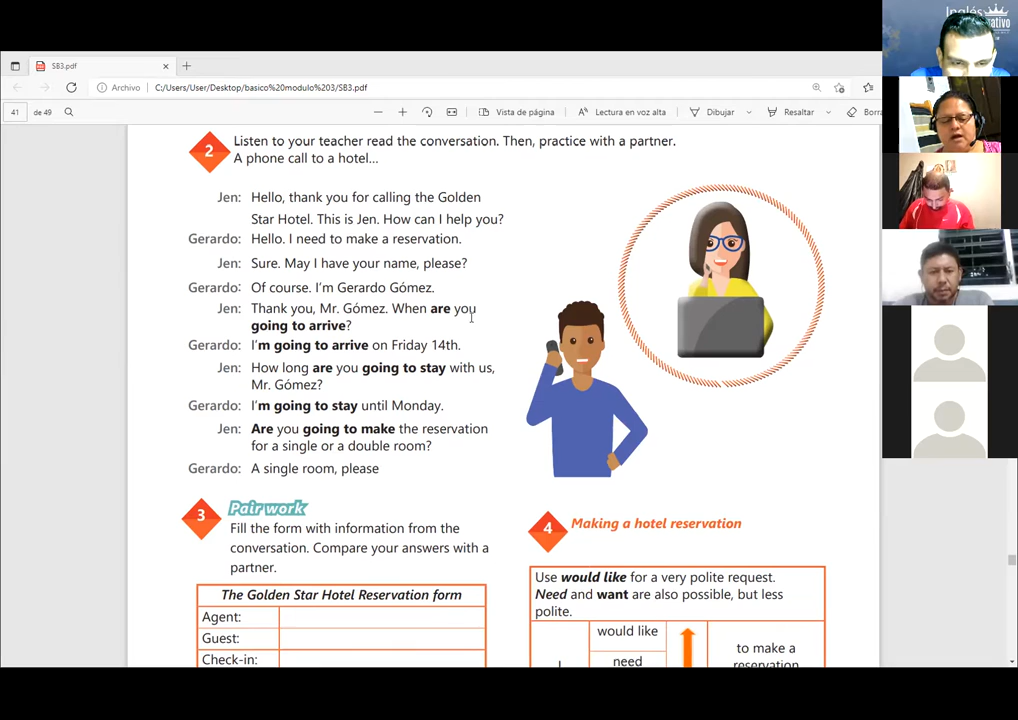 Inglés
SB3.pdf
Archivo C:/Users/User/Desktop/basico%20modulo%203/SB3.pdf
41 de 49 Vista de página Lectura en voz alta Dibujar Resaltar Borra
2 Listen to your teacher read the conversation. Then, practice with a partner.
A phone call to a hotel...
Jen: Hello, thank you for calling the Golden
Star Hotel. This is Jen. How can I help you?
Gerardo: Hello. I need to make a reservation.
Jen: Sure. May I have your name, please?
Gerardo: Of course. I'm Gerardo Gómez.
Jen: Thank you, Mr. Gómez. When are you
going to arrive?
Gerardo: I'm going to arrive on Friday 14th.
Jen: How long are you going to stay with us,
Mr. Gómez?
Gerardo: I'm going to stay until Monday.
Jen: Are you going to make the reservation
for a single or a double room?
Gerardo: A single room, please
3 Pair work
Fill the form with information from the
conversation. Compare your answers with a
partner.
The Golden Star Hotel Reservation form
Agent:
Guest:
Check-in:
4 Making a hotel reservation
Use would like for a very polite request.
Need and want are also possible, but less
polite.
would like
need
I
to make a
reservation